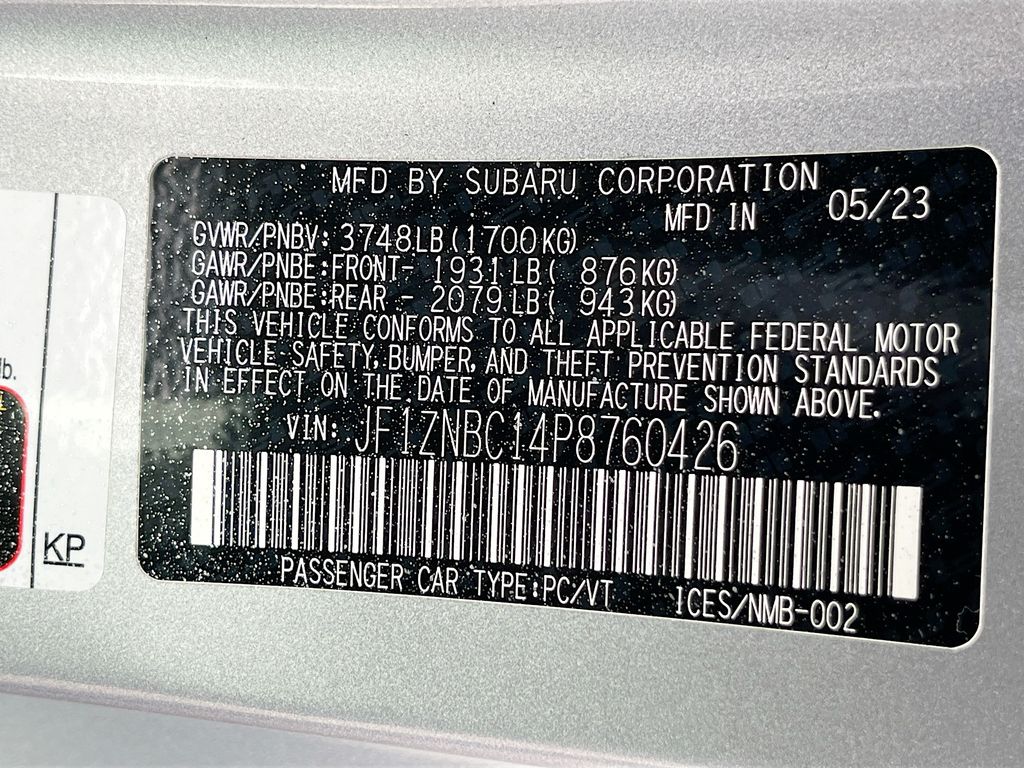 MFD BY SUBARU CORPORATION
MFD IN 05/23
GVWR/PNBV: 3748LB(1700KG)
GAWR/PNBE:FRONT- 1931LB( 876KG)
GAWR/PNBE:REAR - 2079LB( 943KG)
THIS VEHICLE CONFORMS TO ALL APPLICABLE FEDERAL MOTOR
VEHICLE SAFETY, BUMPER, AND THEFT PREVENTION STANDARDS
IN EFFECT ON THE DATE OF MANUFACTURE SHOWN ABOVE.
VIN: JF1ZNBC14P8760426
PASSENGER CAR TYPE:PC/VT ICES/NMB-002
lb.
KP